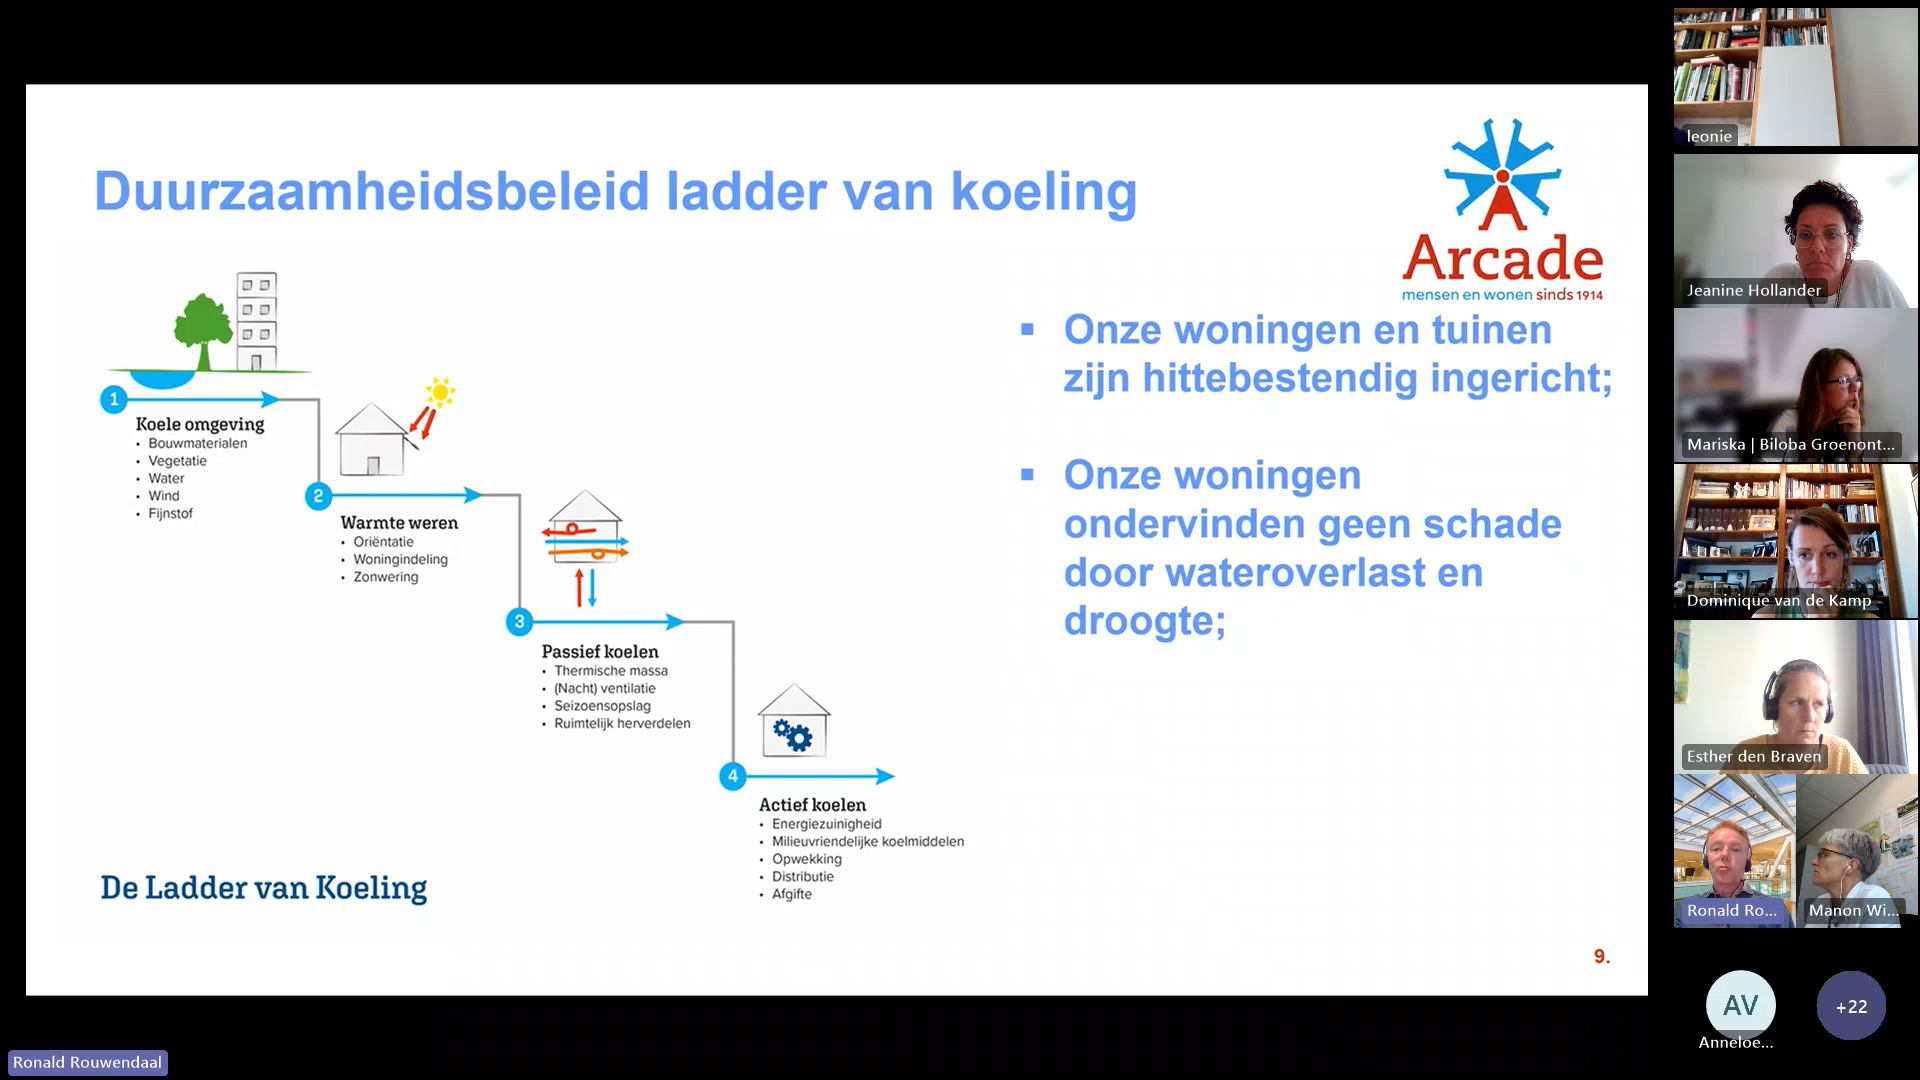 Duurzaamheidsbeleid ladder van koeling
Arcade
mensen en wonen sinds 1914
1
Koele omgeving
• Bouwmaterialen
• Vegetatie
• Water
• Wind
• Fijnstof
2
Warmte weren
• Oriëntatie
• Woningindeling
• Zonwering
3
Passief koelen
• Thermische massa
• (Nacht) ventilatie
• Seizoensopslag
• Ruimtelijk herverdelen
4
Actief koelen
• Energiezuinigheid
• Milieuvriendelijke koelmiddelen
• Opwekking
• Distributie
• Afgifte
De Ladder van Koeling
▪ Onze woningen en tuinen
zijn hittebestendig ingericht;
▪ Onze woningen
ondervinden geen schade
door wateroverlast en
droogte;
9.
leonie
Jeanine Hollander
Mariska | Biloba Groenont...
Dominique van de Kamp
Esther den Braven
Ronald Ro...
Manon Wi...
AV
Anneloe...
+22
Ronald Rouwendaal